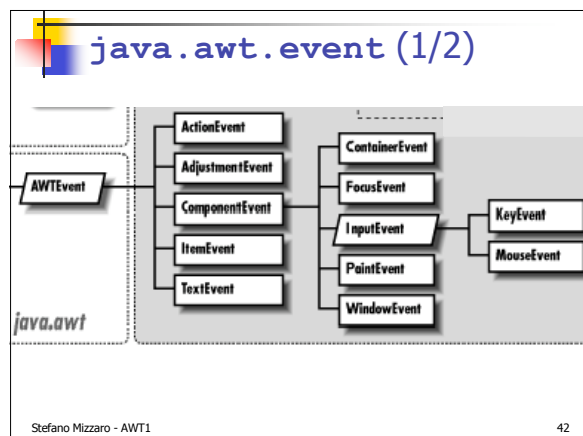 java.awt.event (1/2)
ActionEvent
AdjustmentEvent
ComponentEvent
ItemEvent
TextEvent
AWTEvent
java.awt
ContainerEvent
FocusEvent
InputEvent
PaintEvent
WindowEvent
KeyEvent
MouseEvent
Stefano Mizzaro - AWT1
42